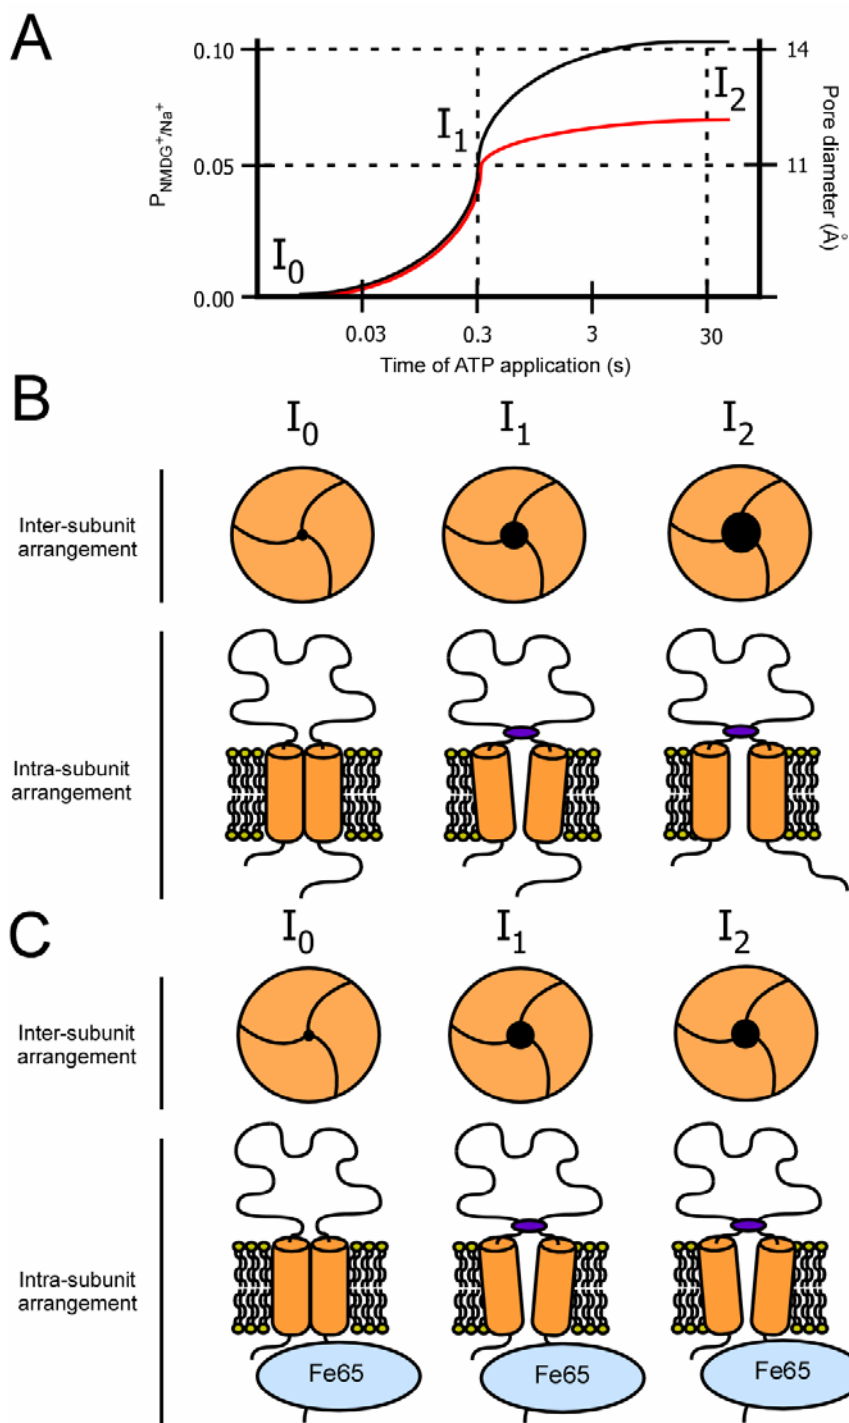 A
P_NMDG⁺/Na⁺
0.10
0.05
0.00
I₀
I₁
I₂
14
11
Pore diameter (Å)
0.03
0.3
3
30
Time of ATP application (s)
B
I₀
I₁
I₂
Inter-subunit
arrangement
Intra-subunit
arrangement
C
I₀
I₁
I₂
Inter-subunit
arrangement
Intra-subunit
arrangement
Fe65
Fe65
Fe65